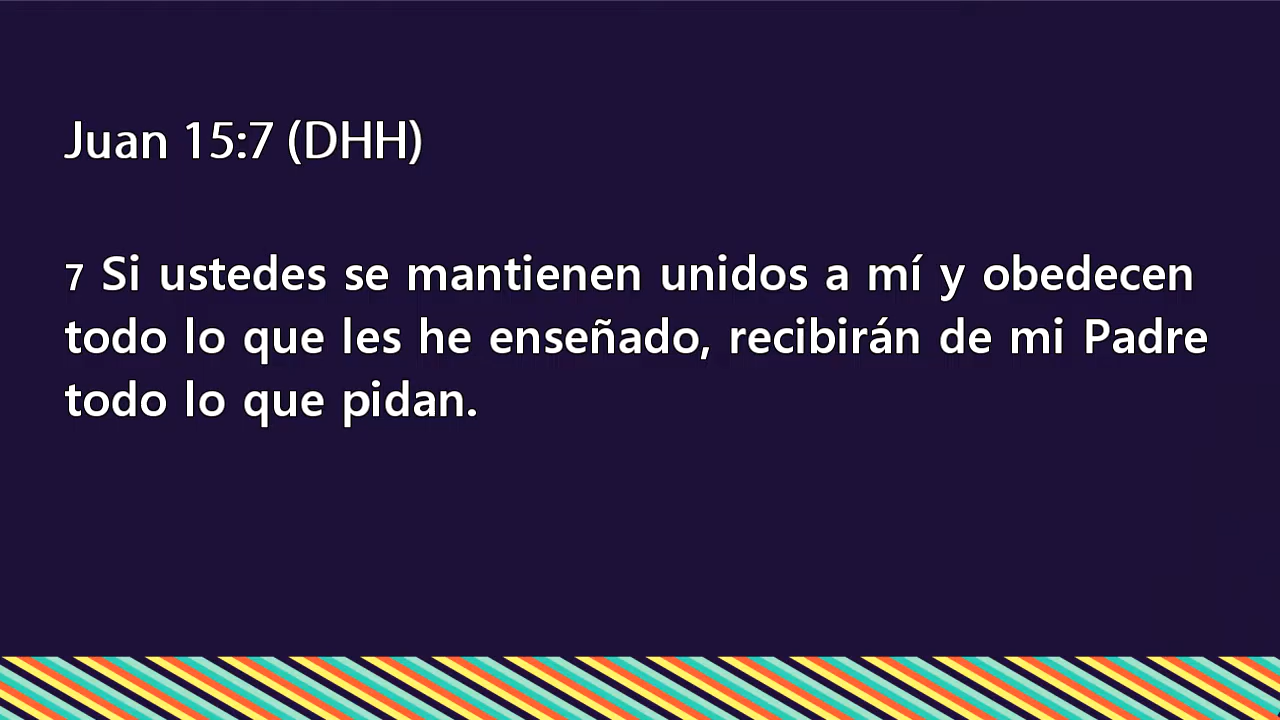 Juan 15:7 (DHH)
7 Si ustedes se mantienen unidos a mí y obedecen
todo lo que les he enseñado, recibirán de mi Padre
todo lo que pidan.